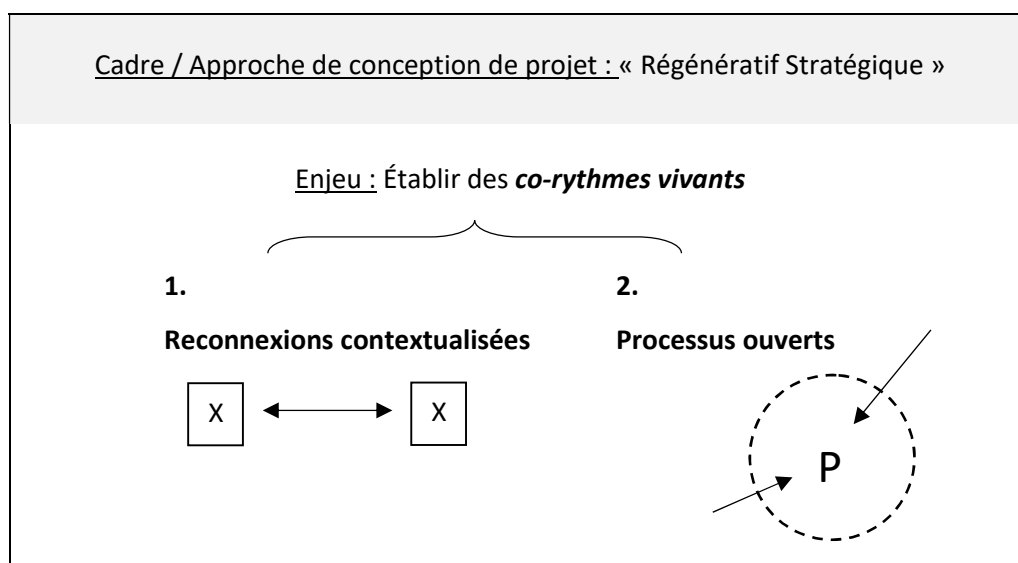 Cadre / Approche de conception de projet : « Régénératif Stratégique »
Enjeu : Établir des co-rythmes vivants
1.
Reconnexions contextualisées
X
X
2.
Processus ouverts
P